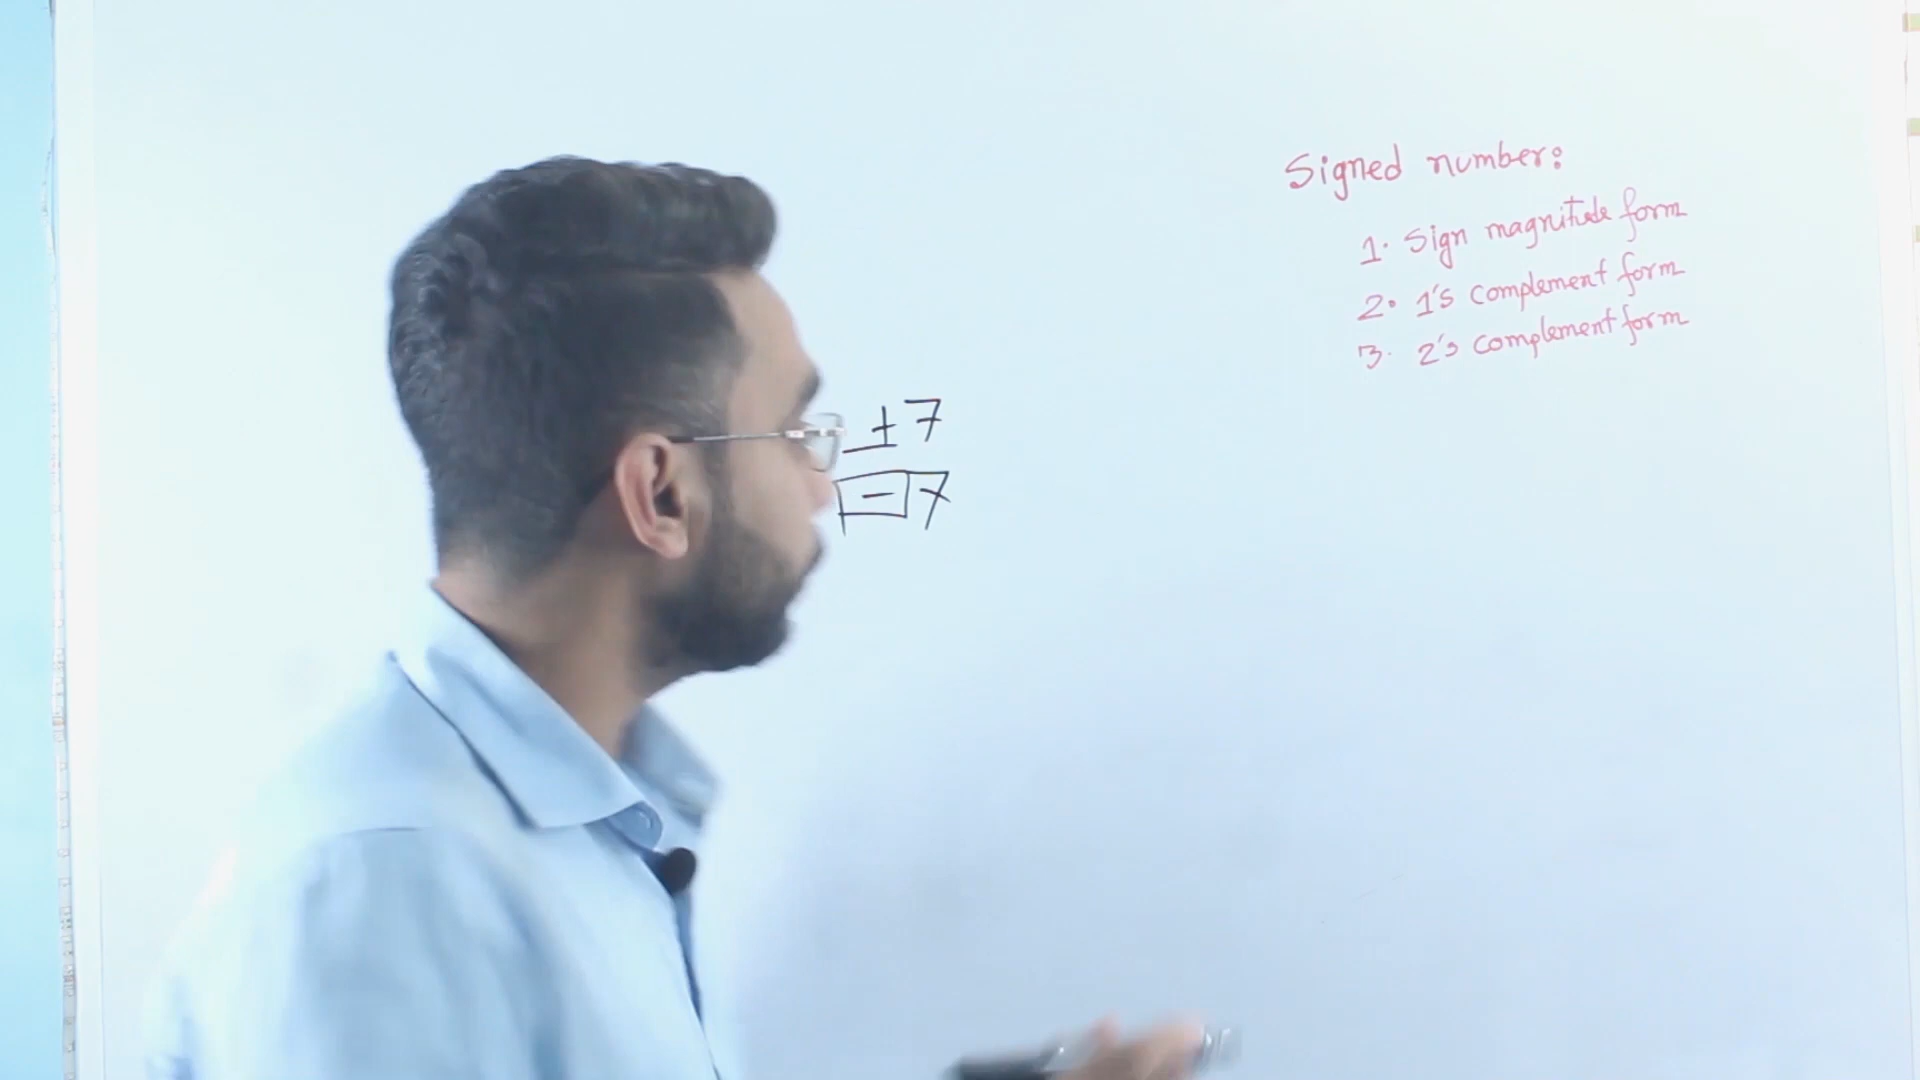 Signed number:
1. Sign magnitude form
2. 1's complement form
3. 2's complement form
+7
-7